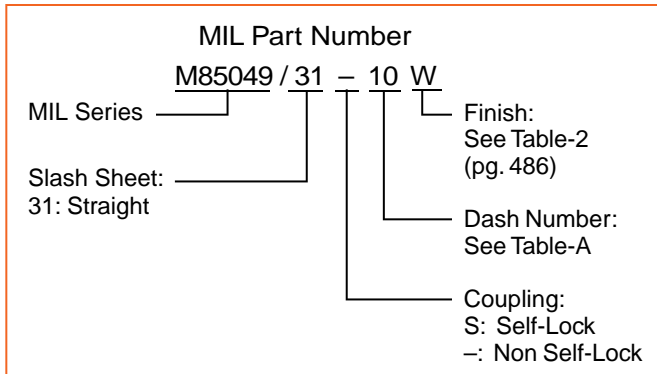 MIL Part Number
M85049 / 31 – 10 W
MIL Series
Slash Sheet:
31: Straight
Finish:
See Table-2
(pg. 486)
Dash Number:
See Table-A
Coupling:
S: Self-Lock
–: Non Self-Lock